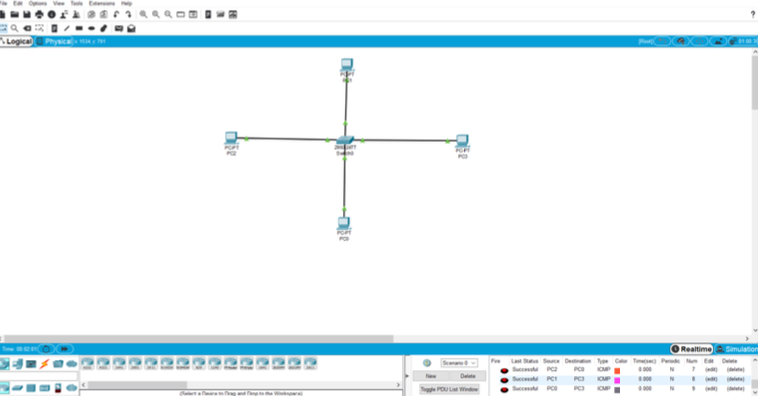 File Edit Options View Tools Extensions Help
?
Logical Physical
[Root]
PC-PT
PC1
PC-PT
PC2
Switch0
PC-PT
PC3
PC-PT
PC0
Time: 00:02:01
Realtime Simulation
Scenario 0
New Delete
Toggle PDU List Window
(Select a Device to Drag and Drop to the Workspace)
Fire Last Status Source Destination Type Color Time(sec) Periodic Num Edit Delete
Successful PC2 PC0 ICMP 0.000 N 7 (edit) (delete)
Successful PC1 PC3 ICMP 0.000 N 8 (edit) (delete)
Successful PC0 PC3 ICMP 0.000 N 9 (edit) (delete)